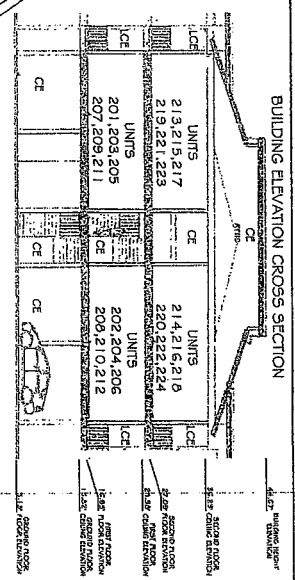 BUILDING ELEVATION CROSS SECTION
CE
LCE
LCE
UNITS
213,215,217
219,221,223
CE
UNITS
214,216,218
220,222,224
UNITS
201,203,205
207,209,211
CE
UNITS
202,204,206
208,210,212
LCE
LCE
CE
CE
CE
BUILDING HEIGHT
ELEVATION
SECOND FLOOR
CEILING ELEVATION
SECOND FLOOR
FLOOR ELEVATION
FIRST FLOOR
CEILING ELEVATION
FIRST FLOOR
FLOOR ELEVATION
GROUND FLOOR
CEILING ELEVATION
GROUND FLOOR
FLOOR ELEVATION